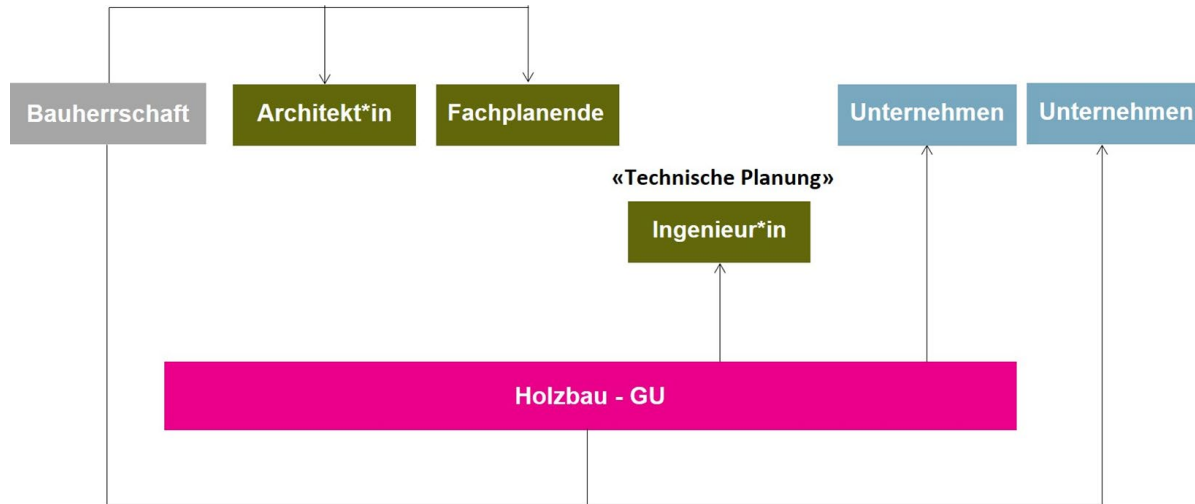 Bauherrschaft
Architekt*in
Fachplanende
Unternehmen
Unternehmen
«Technische Planung»
Ingenieur*in
Holzbau - GU